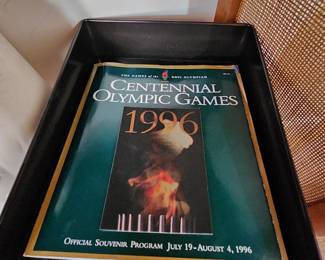 THE GAMES of the XXVI OLYMPIAD
CENTENNIAL
OLYMPIC GAMES
1996
OFFICIAL SOUVENIR PROGRAM JULY 19-AUGUST 4, 1996